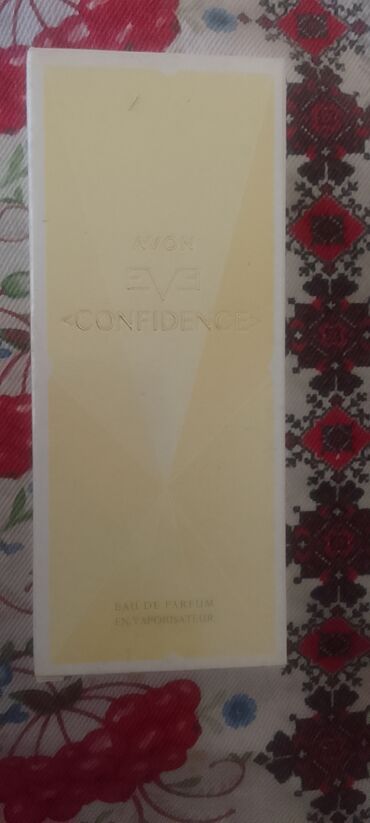 AVON
EVE
<CONFIDENCE>
EAU DE PARFUM
EN VAPORISATEUR